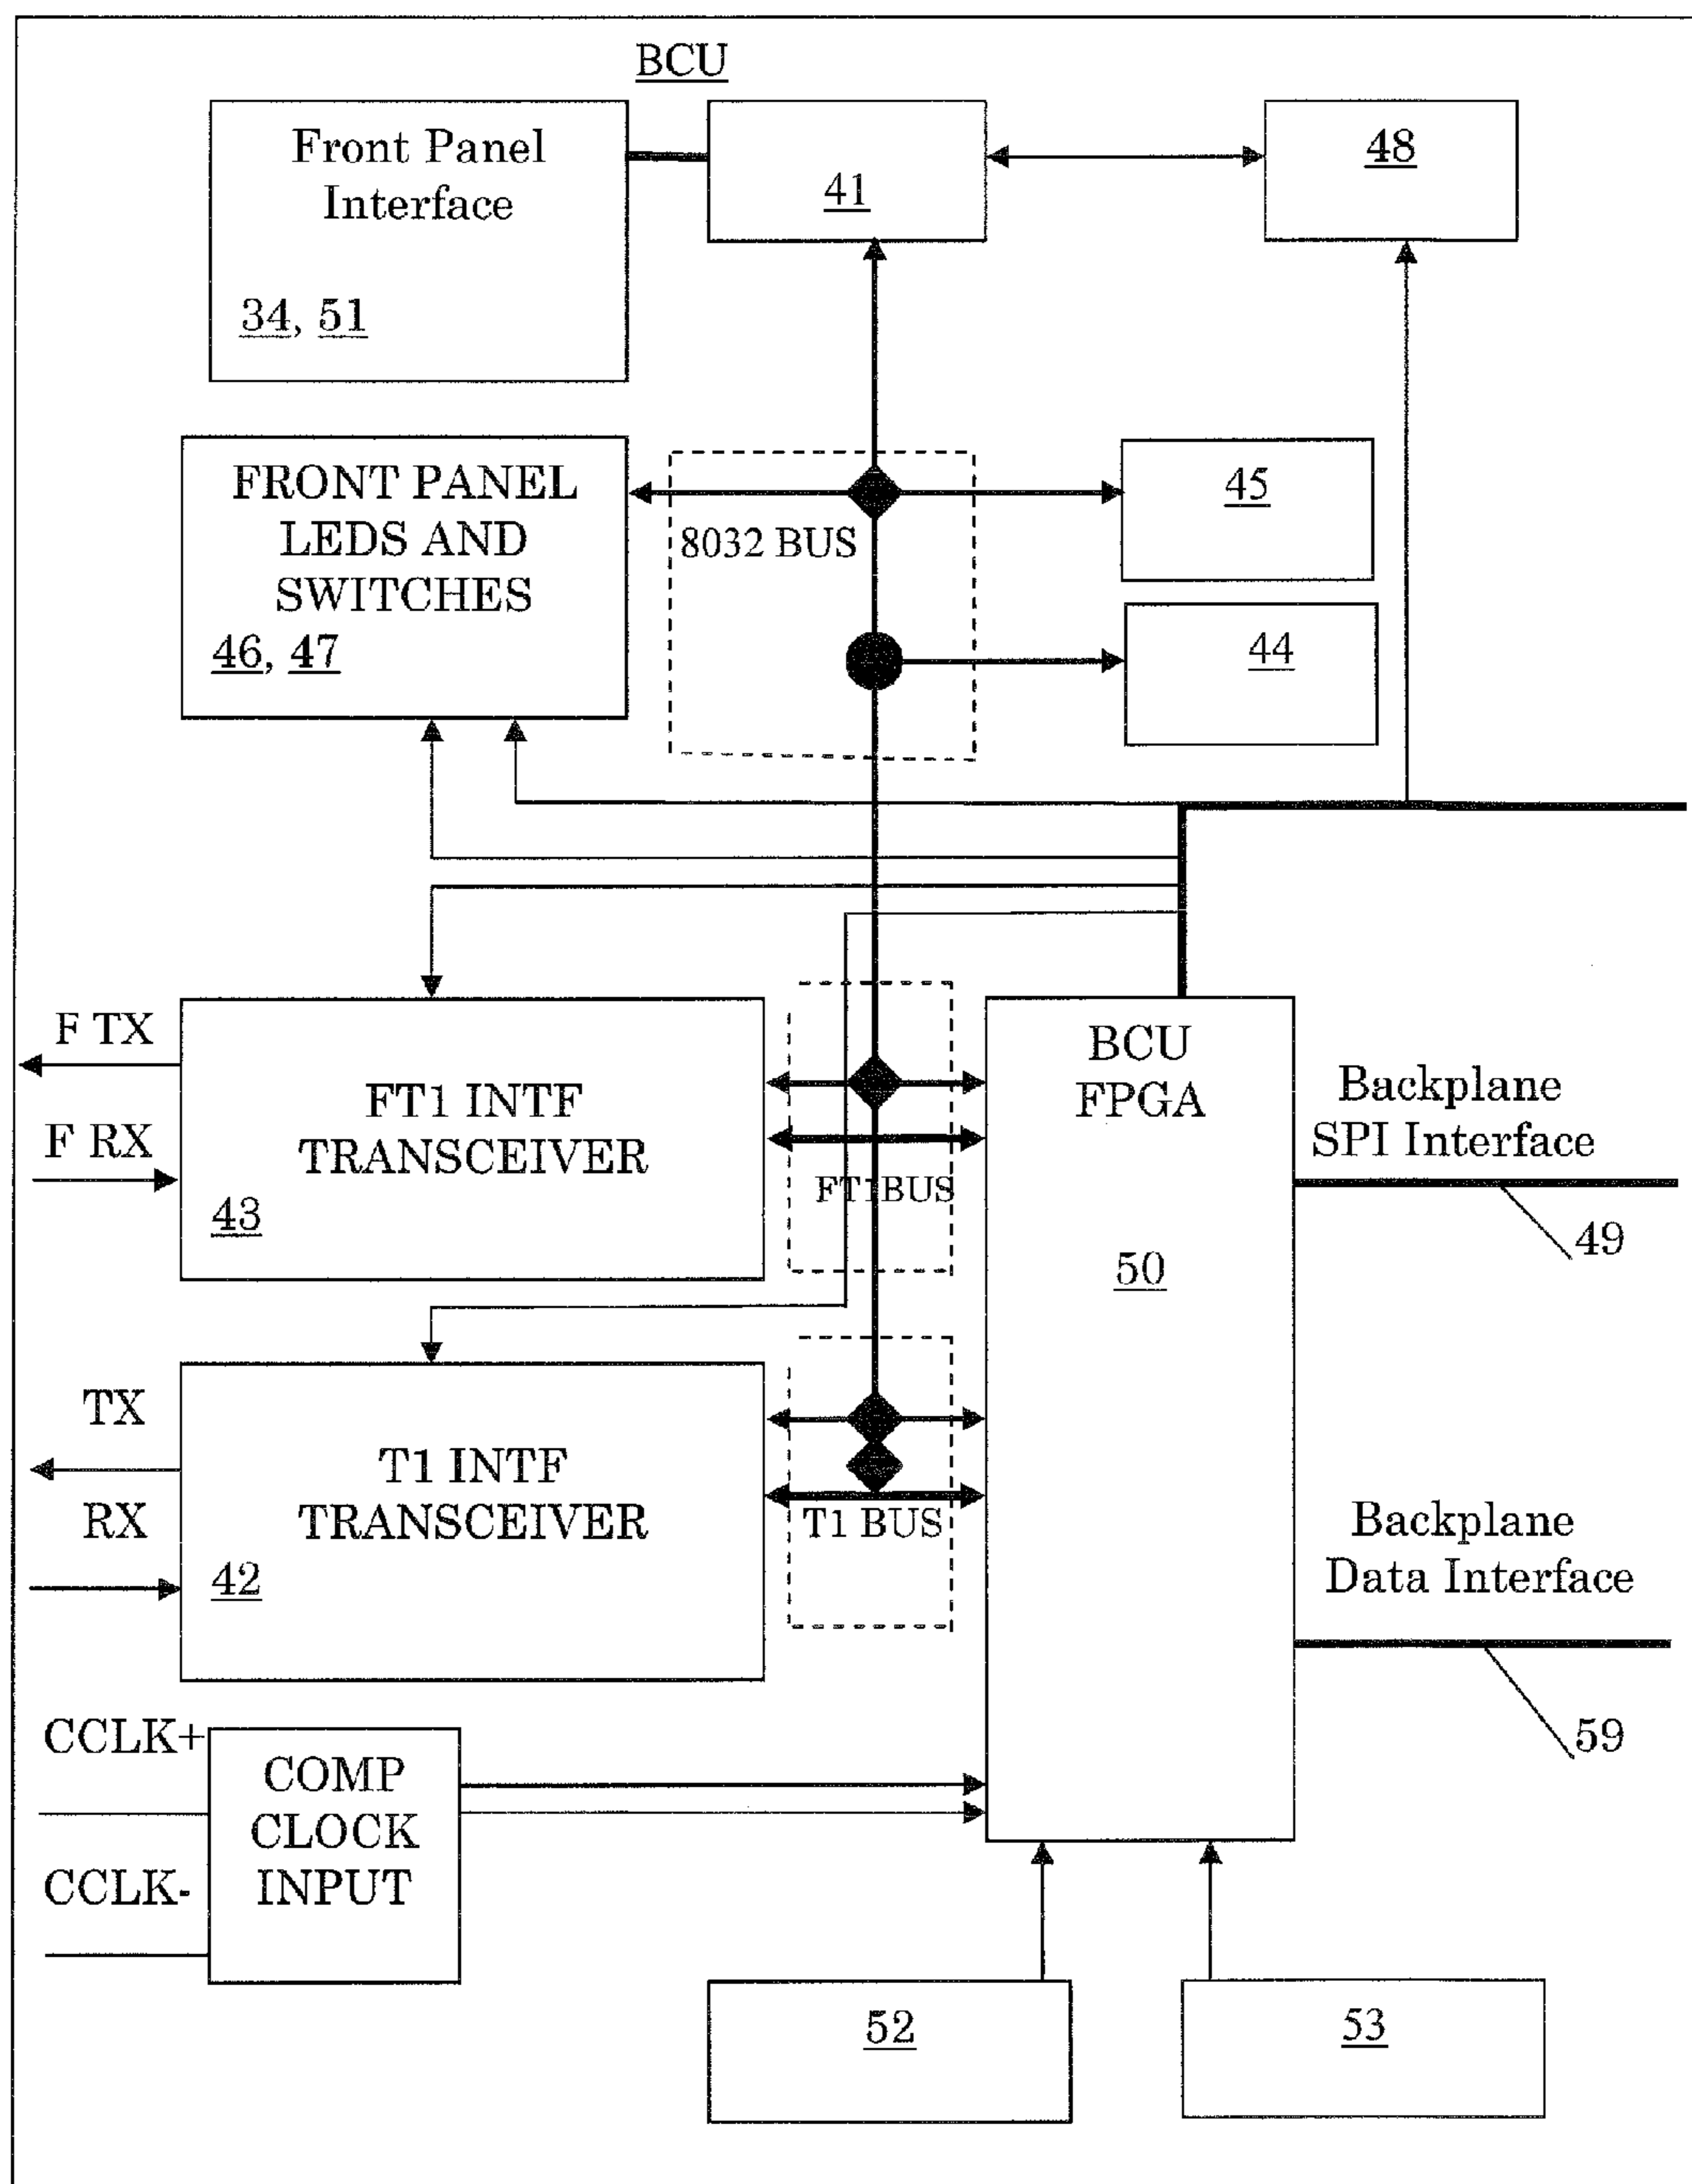 BCU
Front Panel
Interface
34, 51
41
48
FRONT PANEL
LEDS AND
SWITCHES
46, 47
8032 BUS
45
44
F TX
F RX
FT1 INTF
TRANSCEIVER
43
FT1BUS
BCU
FPGA
50
Backplane
SPI Interface
49
TX
RX
T1 INTF
TRANSCEIVER
42
T1 BUS
Backplane
Data Interface
59
CCLK+
CCLK-
COMP
CLOCK
INPUT
52
53